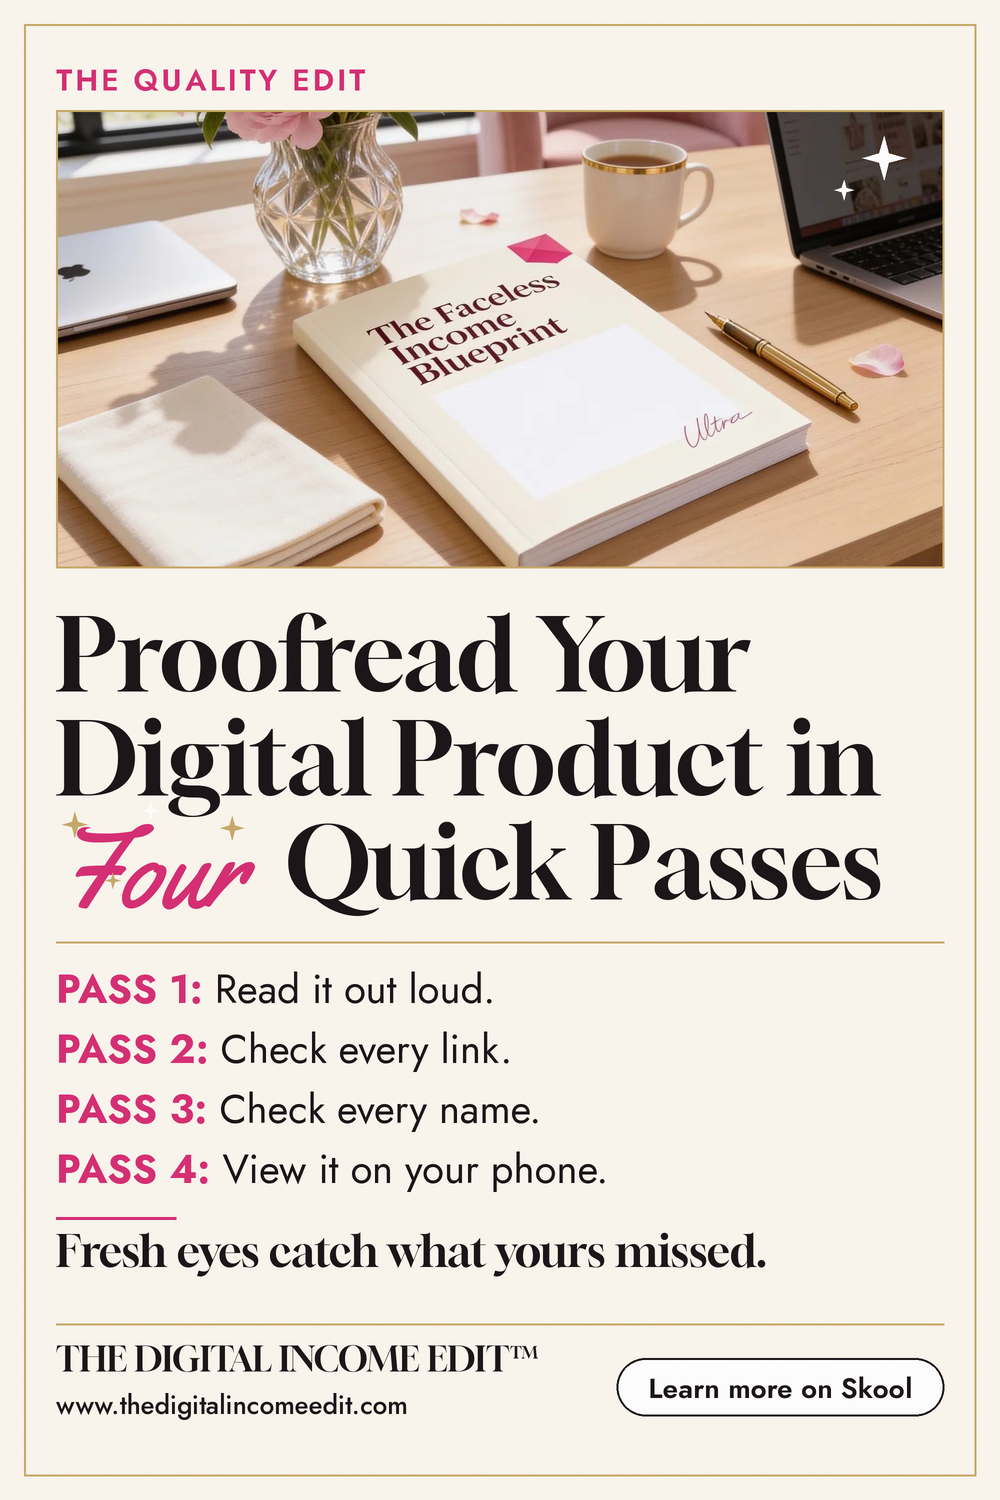 THE QUALITY EDIT
The Faceless
Income
Blueprint
Ultra
Proofread Your
Digital Product in
Four Quick Passes
PASS 1: Read it out loud.
PASS 2: Check every link.
PASS 3: Check every name.
PASS 4: View it on your phone.
Fresh eyes catch what yours missed.
THE DIGITAL INCOME EDIT™
www.thedigitalincomeedit.com
Learn more on Skool